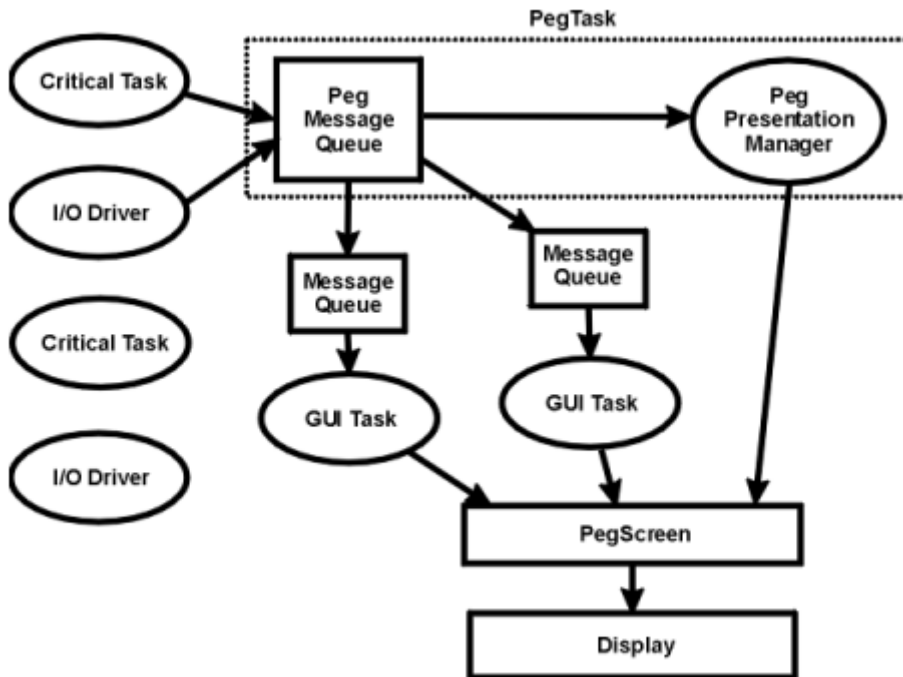 PegTask
Critical Task
Peg
Message
Queue
Peg
Presentation
Manager
I/O Driver
Message
Queue
Message
Queue
Critical Task
GUI Task
GUI Task
I/O Driver
PegScreen
Display